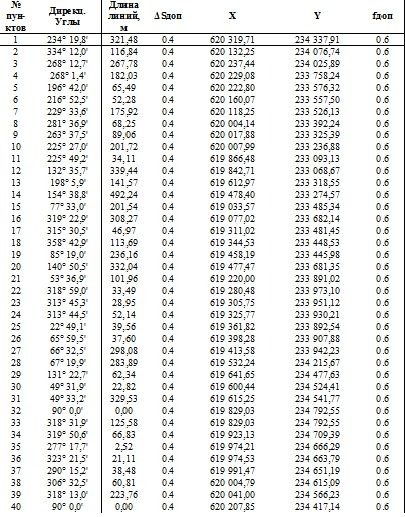 № пун- ктов Дирекц. Углы Длина линий, м ΔSдоп X Y fдоп
1 234° 19,8' 321,48 0.4 620 319,71 234 337,91 0.6
2 334° 12,0' 116,84 0.4 620 132,25 234 076,74 0.6
3 268° 12,7' 267,78 0.4 620 237,44 234 025,89 0.6
4 268° 1,4' 182,03 0.4 620 229,08 233 758,24 0.6
5 196° 42,0' 65,49 0.4 620 222,80 233 576,32 0.6
6 216° 52,5' 52,28 0.4 620 160,07 233 557,50 0.6
7 229° 33,6' 175,92 0.4 620 118,25 233 526,13 0.6
8 281° 36,9' 68,25 0.4 620 004,14 233 392,24 0.6
9 263° 37,5' 89,06 0.4 620 017,88 233 325,39 0.6
10 225° 27,0' 201,72 0.4 620 007,99 233 236,88 0.6
11 225° 49,2' 34,11 0.4 619 866,48 233 093,13 0.6
12 135° 35,7' 339,44 0.4 619 842,71 233 068,67 0.6
13 198° 5,9' 141,57 0.4 619 612,97 233 318,55 0.6
14 154° 38,8' 492,24 0.4 619 478,40 233 274,57 0.6
15 77° 33,0' 201,54 0.4 619 033,57 233 485,34 0.6
16 319° 22,9' 308,27 0.4 619 077,02 233 682,14 0.6
17 315° 30,5' 46,97 0.4 619 311,02 233 481,45 0.6
18 358° 42,9' 113,69 0.4 619 344,53 233 448,53 0.6
19 85° 19,0' 236,16 0.4 619 458,19 233 445,98 0.6
20 140° 50,5' 332,04 0.4 619 477,47 233 681,35 0.6
21 53° 36,9' 101,96 0.4 619 220,00 233 891,02 0.6
22 318° 59,0' 33,49 0.4 619 280,48 233 973,10 0.6
23 313° 45,3' 28,95 0.4 619 305,75 233 951,12 0.6
24 313° 44,5' 52,14 0.4 619 325,77 233 930,21 0.6
25 22° 49,1' 39,56 0.4 619 361,82 233 892,54 0.6
26 65° 59,5' 37,60 0.4 619 398,28 233 907,88 0.6
27 66° 32,5' 298,08 0.4 619 413,58 233 942,23 0.6
28 67° 19,9' 283,89 0.4 619 532,24 234 215,67 0.6
29 131° 22,7' 62,34 0.4 619 641,65 234 477,63 0.6
30 49° 31,9' 22,82 0.4 619 600,44 234 524,41 0.6
31 49° 33,2' 329,53 0.4 619 615,25 234 541,77 0.6
32 90° 0,0' 0,00 0.4 619 829,03 234 792,55 0.6
33 318° 31,9' 125,58 0.4 619 829,03 234 792,55 0.6
34 319° 50,6' 66,83 0.4 619 923,13 234 709,39 0.6
35 277° 17,7' 2,52 0.4 619 974,21 234 666,29 0.6
36 323° 21,5' 21,11 0.4 619 974,53 234 663,79 0.6
37 290° 15,2' 38,48 0.4 619 991,47 234 651,19 0.6
38 306° 32,5' 60,81 0.4 620 004,79 234 615,09 0.6
39 318° 13,0' 223,76 0.4 620 041,00 234 566,23 0.6
40 90° 0,0' 0,00 0.4 620 207,85 234 417,14 0.6